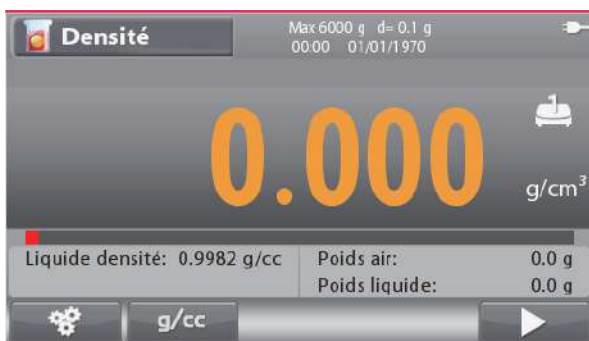 Densité
Max 6000 g d= 0.1 g
00:00 01/01/1970
0.000
g/cm³
Liquide densité: 0.9982 g/cc
Poids air: 0.0 g
Poids liquide: 0.0 g
g/cc